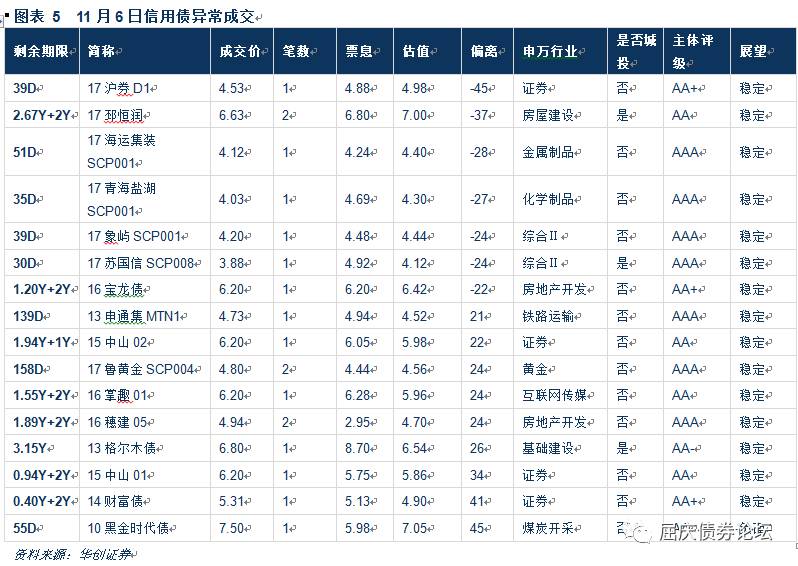 图表 5 11 月 6 日信用债异常成交
剩余期限 简称 成交价 笔数 票息 估值 偏离 申万行业 是否城投 主体评级 展望
39D 17 沪券 D1 4.53 1 4.88 4.98 -45 证券 否 AA+ 稳定
2.67Y+2Y 17 邳恒润 6.63 2 6.80 7.00 -37 房屋建设 是 AA 稳定
51D 17 海运集装 SCP001 4.12 1 4.24 4.40 -28 金属制品 否 AAA 稳定
35D 17 青海盐湖 SCP001 4.03 1 4.69 4.30 -27 化学制品 否 AAA 稳定
39D 17 象屿 SCP001 4.20 1 4.48 4.44 -24 综合Ⅱ 否 AAA 稳定
30D 17 苏国信 SCP008 3.88 1 4.92 4.12 -24 综合Ⅱ 是 AAA 稳定
1.20Y+2Y 16 宝龙债 6.20 1 6.20 6.42 -22 房地产开发 否 AA+ 稳定
139D 13 申通集 MTN1 4.73 1 4.94 4.52 21 铁路运输 否 AAA 稳定
1.94Y+1Y 15 中山 02 6.20 1 6.05 5.98 22 证券 否 AA 稳定
158D 17 鲁黄金 SCP004 4.80 2 4.44 4.56 24 黄金 否 AAA 稳定
1.55Y+2Y 16 掌趣 01 6.20 1 6.28 5.96 24 互联网传媒 否 AA 稳定
1.89Y+2Y 16 穗建 05 4.94 2 2.95 4.70 24 房地产开发 否 AAA 稳定
3.15Y 13 格尔木债 6.80 1 8.70 6.54 26 基础建设 是 AA- 稳定
0.94Y+2Y 15 中山 01 6.20 1 5.75 5.86 34 证券 否 AA 稳定
0.40Y+2Y 14 财富债 5.31 1 5.13 4.90 41 证券 否 AA+ 稳定
55D 10 黑金时代债 7.50 1 5.98 7.05 45 煤炭开采
屈庆债券论坛
资料来源：华创证券